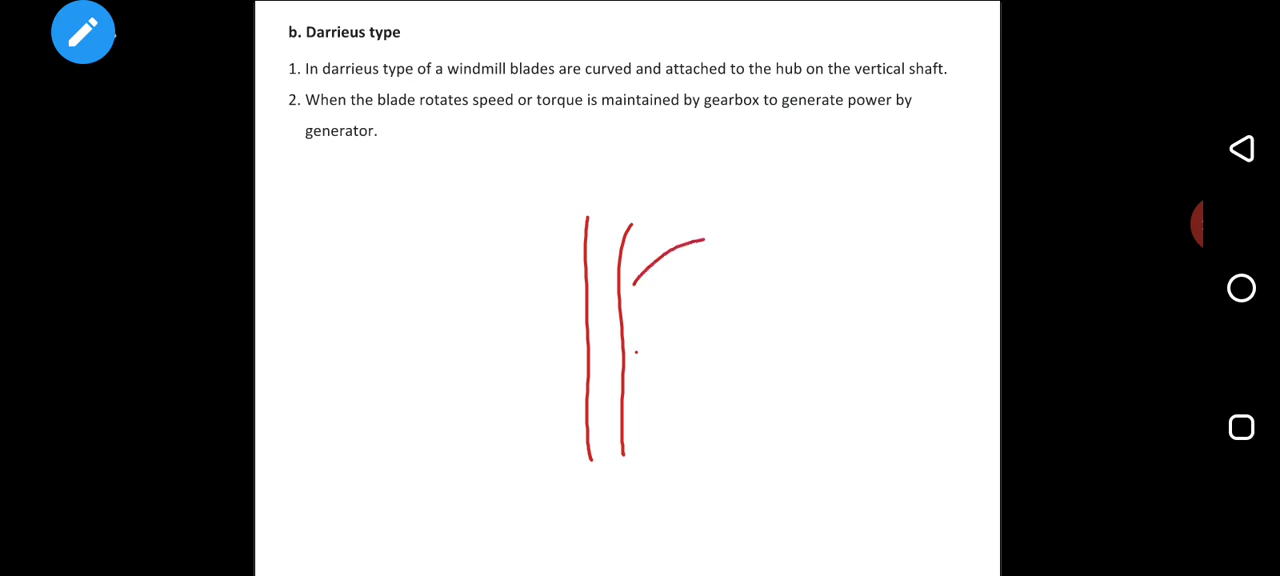 b. Darrieus type
1. In darrieus type of a windmill blades are curved and attached to the hub on the vertical shaft.
2. When the blade rotates speed or torque is maintained by gearbox to generate power by
generator.